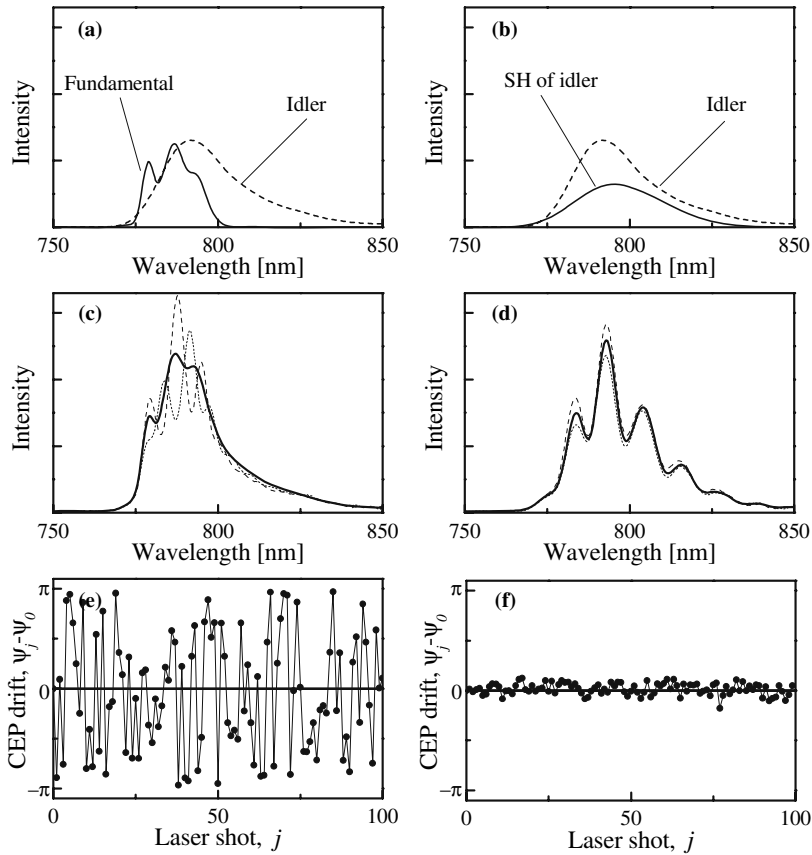 (a)
Fundamental
Idler
Intensity
750
800
850
Wavelength [nm]
(b)
SH of idler
Idler
Intensity
750
800
850
Wavelength [nm]
(c)
Intensity
750
800
850
Wavelength [nm]
(d)
Intensity
750
800
850
Wavelength [nm]
(e)
π
0
−π
CEP drift, ψj-ψ0
0
50
100
Laser shot, j
(f)
π
0
−π
CEP drift, ψj-ψ0
0
50
100
Laser shot, j